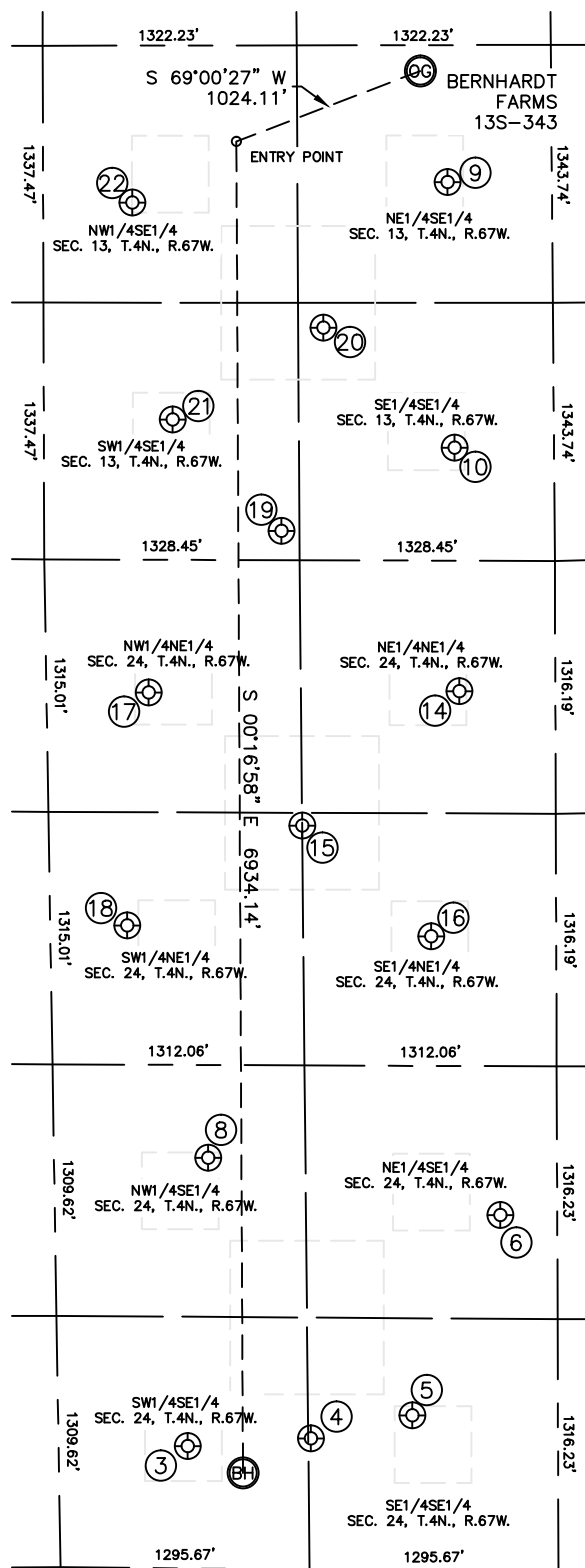 1322.23'
1322.23'
S 69°00'27" W
1024.11'
OG
BERNHARDT
FARMS
13S-343
ENTRY POINT
1337.47'
1343.74'
22
9
NW1/4SE1/4
SEC. 13, T.4N., R.67W.
NE1/4SE1/4
SEC. 13, T.4N., R.67W.
20
1337.47'
1343.74'
21
SW1/4SE1/4
SEC. 13, T.4N., R.67W.
SE1/4SE1/4
SEC. 13, T.4N., R.67W.
10
19
1328.45'
1328.45'
NW1/4NE1/4
SEC. 24, T.4N., R.67W.
NE1/4NE1/4
SEC. 24, T.4N., R.67W.
1315.01'
1316.19'
17
14
S 00°16'58" E 6934.14'
15
18
16
1315.01'
1316.19'
SW1/4NE1/4
SEC. 24, T.4N., R.67W.
SE1/4NE1/4
SEC. 24, T.4N., R.67W.
1312.06'
1312.06'
8
1309.62'
1316.23'
NW1/4SE1/4
SEC. 24, T.4N., R.67W.
NE1/4SE1/4
SEC. 24, T.4N., R.67W.
6
SW1/4SE1/4
SEC. 24, T.4N., R.67W.
4
5
1309.62'
1316.23'
3
BH
SE1/4SE1/4
SEC. 24, T.4N., R.67W.
1295.67'
1295.67'